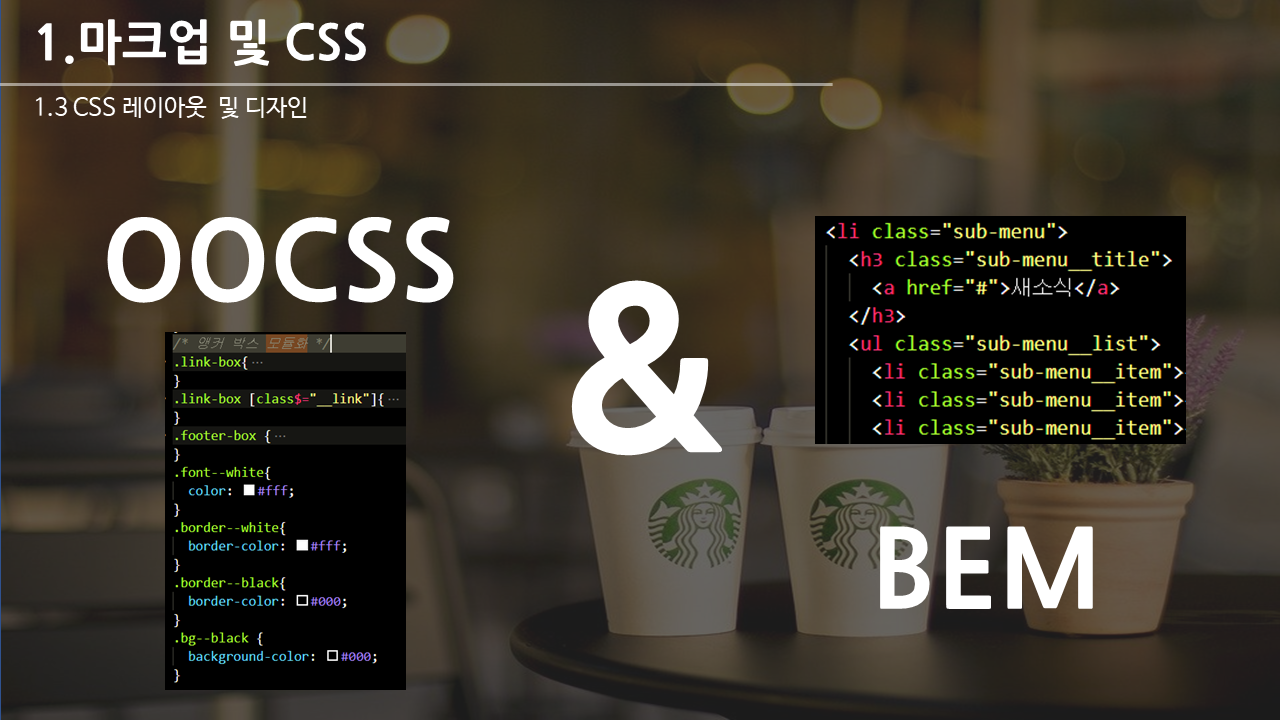 1.마크업 및 CSS
1.3 CSS 레이아웃 및 디자인
OOCSS
/* 앵커 박스 모듈화 */
.link-box{ ···
}
.link-box [class$="__link"]{ ···
}
.footer-box { ···
}
.font--white{
color: #fff;
}
.border--white{
border-color: #fff;
}
.border--black{
border-color: #000;
}
.bg--black {
background-color: #000;
}
&
<li class="sub-menu">
<h3 class="sub-menu__title">
<a href="#">새소식</a>
</h3>
<ul class="sub-menu__list">
<li class="sub-menu__item">
<li class="sub-menu__item">
<li class="sub-menu__item">
BEM